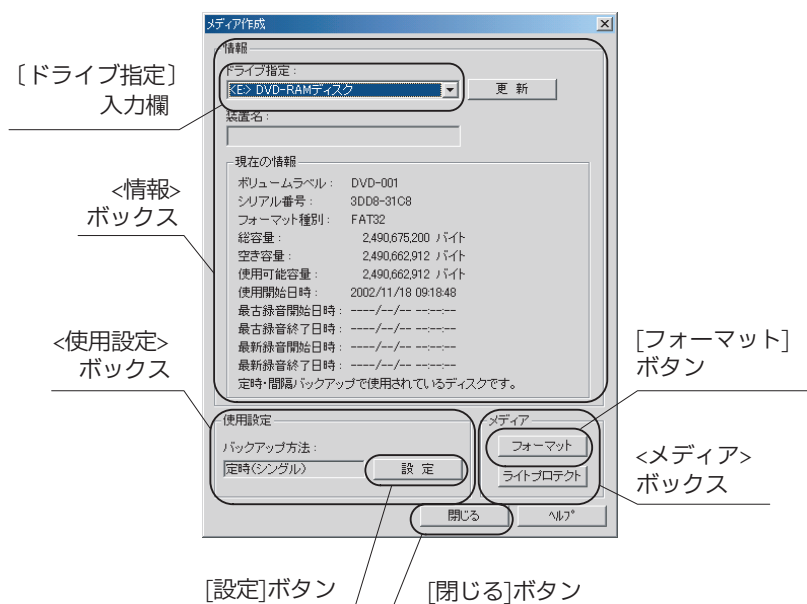 メディア作成
情報
〔ドライブ指定〕
入力欄
ドライブ指定：
<E:> DVD-RAMディスク
更 新
装置名：
現在の情報
<情報>
ボックス
ボリュームラベル： DVD-001
シリアル番号： 3DD8-31C8
フォーマット種別： FAT32
総容量： 2,490,675,200 バイト
空き容量： 2,490,662,912 バイト
使用可能容量： 2,490,662,912 バイト
使用開始日時： 2002/11/18 09:18:48
最古録音開始日時： ----/--/-- --:--:--
最古録音終了日時： ----/--/-- --:--:--
最新録音開始日時： ----/--/-- --:--:--
最新録音終了日時： ----/--/-- --:--:--
定時・間隔バックアップで使用されているディスクです。
<使用設定>
ボックス
[フォーマット]
ボタン
使用設定
バックアップ方法：
定時(シングル)
設 定
メディア
フォーマット
ライトプロテクト
<メディア>
ボックス
閉じる
ヘルプ
[設定]ボタン
[閉じる]ボタン